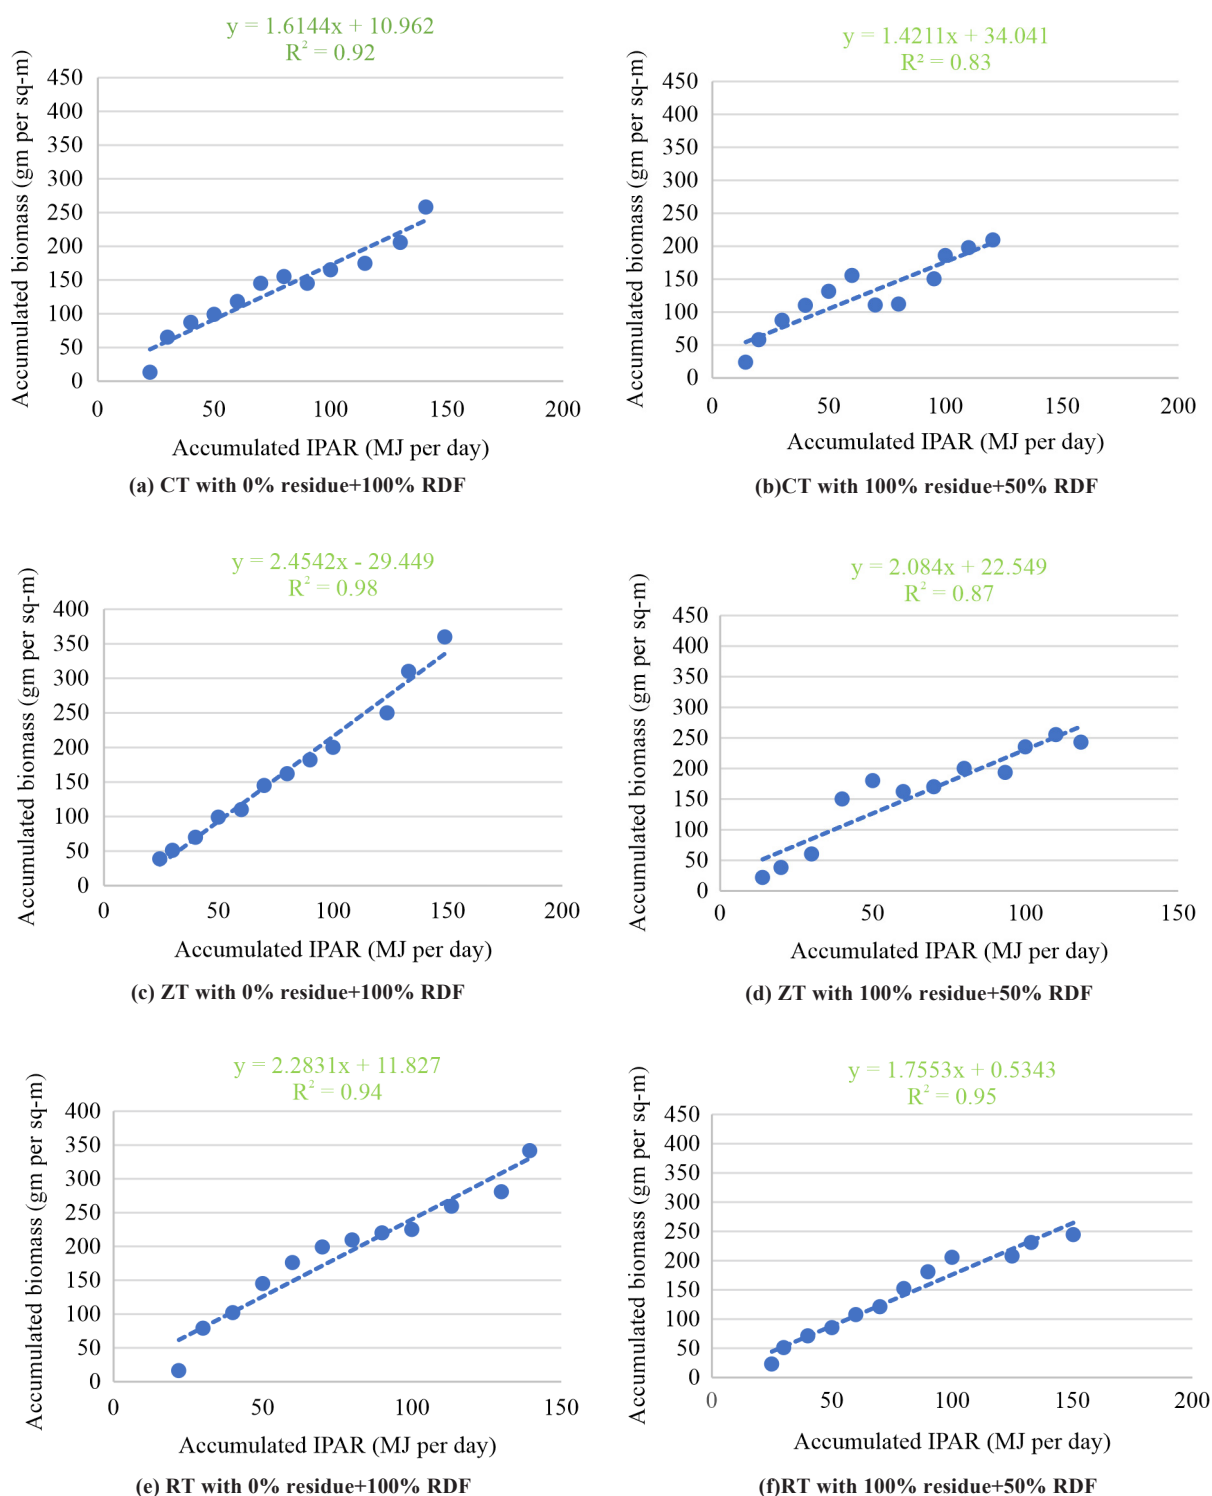 y = 1.6144x + 10.962
R² = 0.92
Accumulated biomass (gm per sq-m)
450
400
350
300
250
200
150
100
50
0
0 50 100 150 200
Accumulated IPAR (MJ per day)
(a) CT with 0% residue+100% RDF
y = 1.4211x + 34.041
R² = 0.83
Accumulated biomass (gm per sq-m)
450
400
350
300
250
200
150
100
50
0
0 50 100 150 200
Accumulated IPAR (MJ per day)
(b)CT with 100% residue+50% RDF
y = 2.4542x - 29.449
R² = 0.98
Accumulated biomass (gm per sq-m)
400
350
300
250
200
150
100
50
0
0 50 100 150 200
Accumulated IPAR (MJ per day)
(c) ZT with 0% residue+100% RDF
y = 2.084x + 22.549
R² = 0.87
Accumulated biomass (gm per sq-m)
450
400
350
300
250
200
150
100
50
0
0 50 100 150
Accumulated IPAR (MJ per day)
(d) ZT with 100% residue+50% RDF
y = 2.2831x + 11.827
R² = 0.94
Accumulated biomass (gm per sq-m)
400
350
300
250
200
150
100
50
0
0 50 100 150
Accumulated IPAR (MJ per day)
(e) RT with 0% residue+100% RDF
y = 1.7553x + 0.5343
R² = 0.95
Accumulated biomass (gm per sq-m)
450
400
350
300
250
200
150
100
50
0
0 50 100 150 200
Accumulated IPAR (MJ per day)
(f)RT with 100% residue+50% RDF